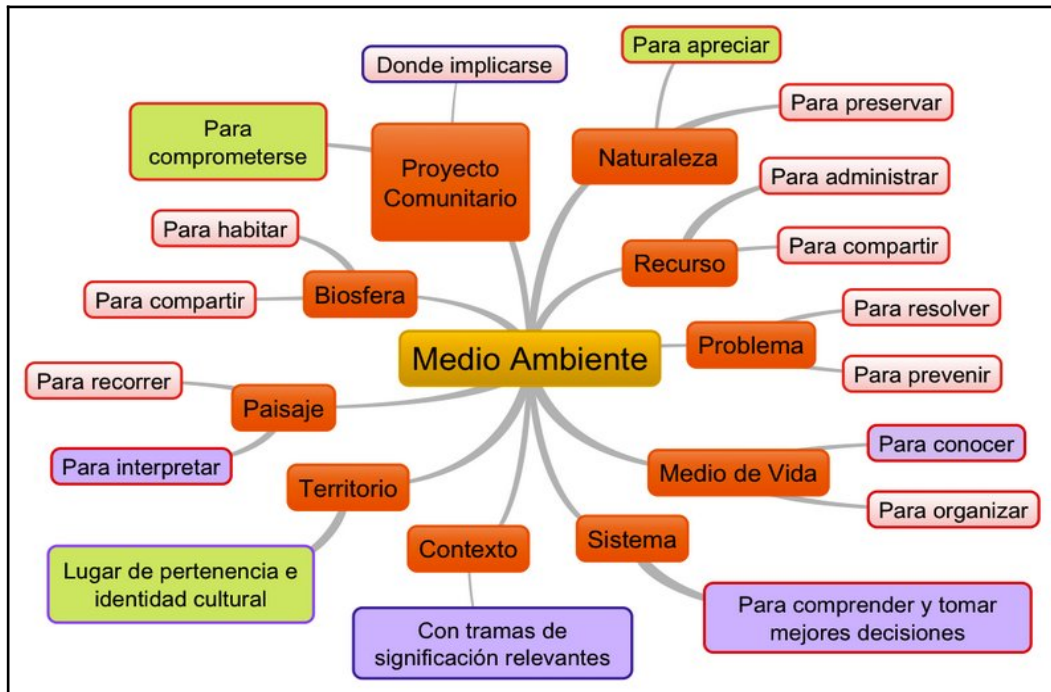 Donde implicarse
Para apreciar
Para
comprometerse
Proyecto
Comunitario
Naturaleza
Para preservar
Para administrar
Para habitar
Recurso
Para compartir
Para compartir
Biosfera
Medio Ambiente
Problema
Para resolver
Para prevenir
Para recorrer
Paisaje
Para interpretar
Medio de Vida
Para conocer
Para organizar
Territorio
Lugar de pertenencia e
identidad cultural
Contexto
Con tramas de
significación relevantes
Sistema
Para comprender y tomar
mejores decisiones